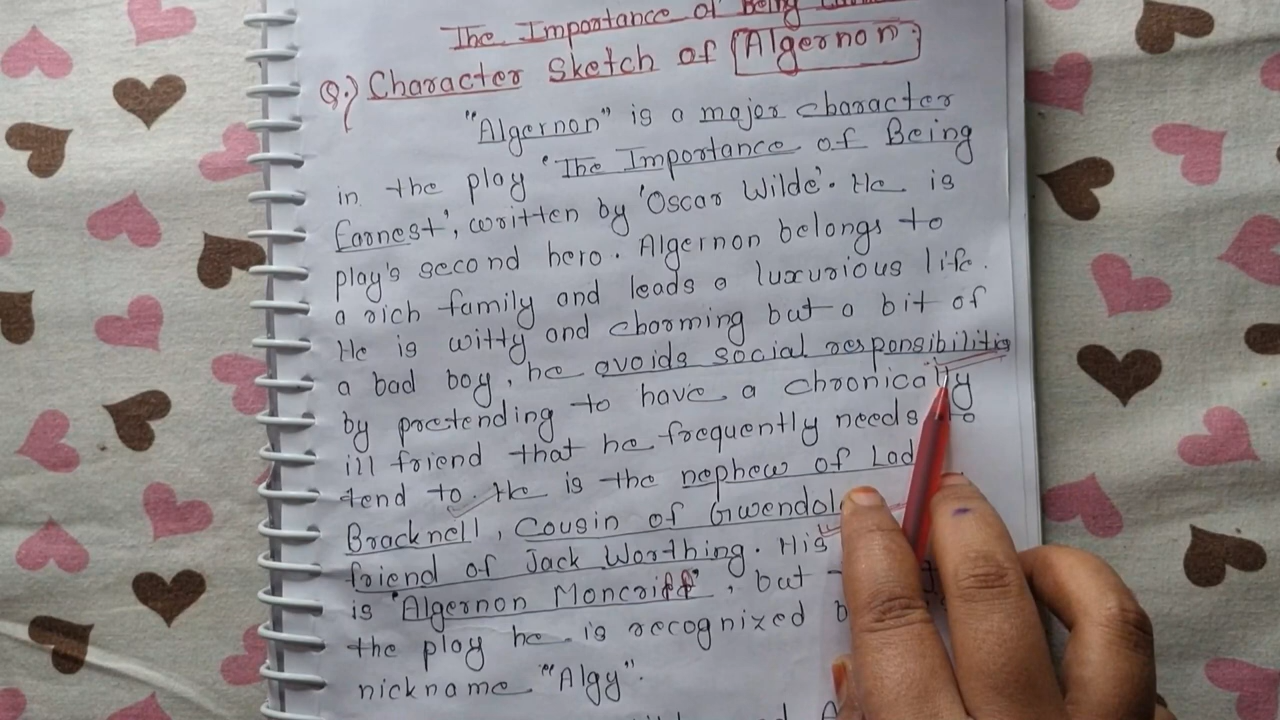 The Importance of Being
Q.) Character Sketch of Algernon.
"Algernon" is a major character
in the play 'The Importance of Being
Earnest', written by 'Oscar Wilde'. He is
play's second hero. Algernon belongs to
a rich family and leads a luxurious life.
He is witty and charming but a bit of
a bad boy, he avoids social responsibilities
by pretending to have a chronically
ill friend that he frequently needs to
tend to. He is the nephew of
Bracknell, Cousin of
friend of Jack Worthing. His
is "Algernon Moncriff", but
the play he is recognized
nickname "Algy".